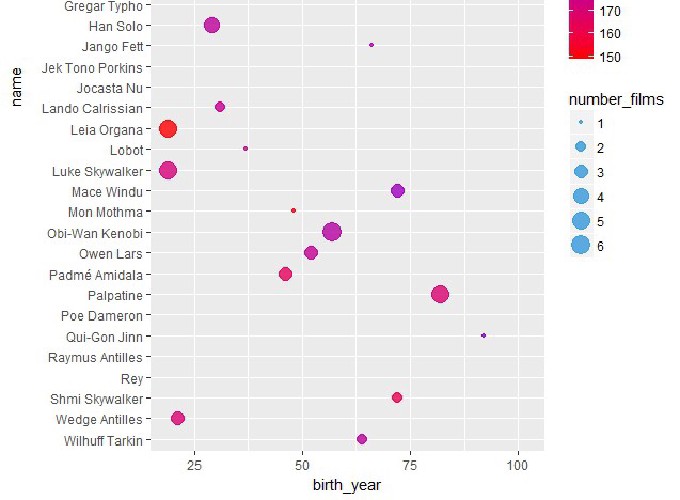 Gregar Typho
Han Solo
Jango Fett
Jek Tono Porkins
Jocasta Nu
Lando Calrissian
Leia Organa
Lobot
Luke Skywalker
Mace Windu
Mon Mothma
Obi-Wan Kenobi
Owen Lars
Padmé Amidala
Palpatine
Poe Dameron
Qui-Gon Jinn
Raymus Antilles
Rey
Shmi Skywalker
Wedge Antilles
Wilhuff Tarkin
name
25 50 75 100
birth_year
170
160
150
number_films
1
2
3
4
5
6